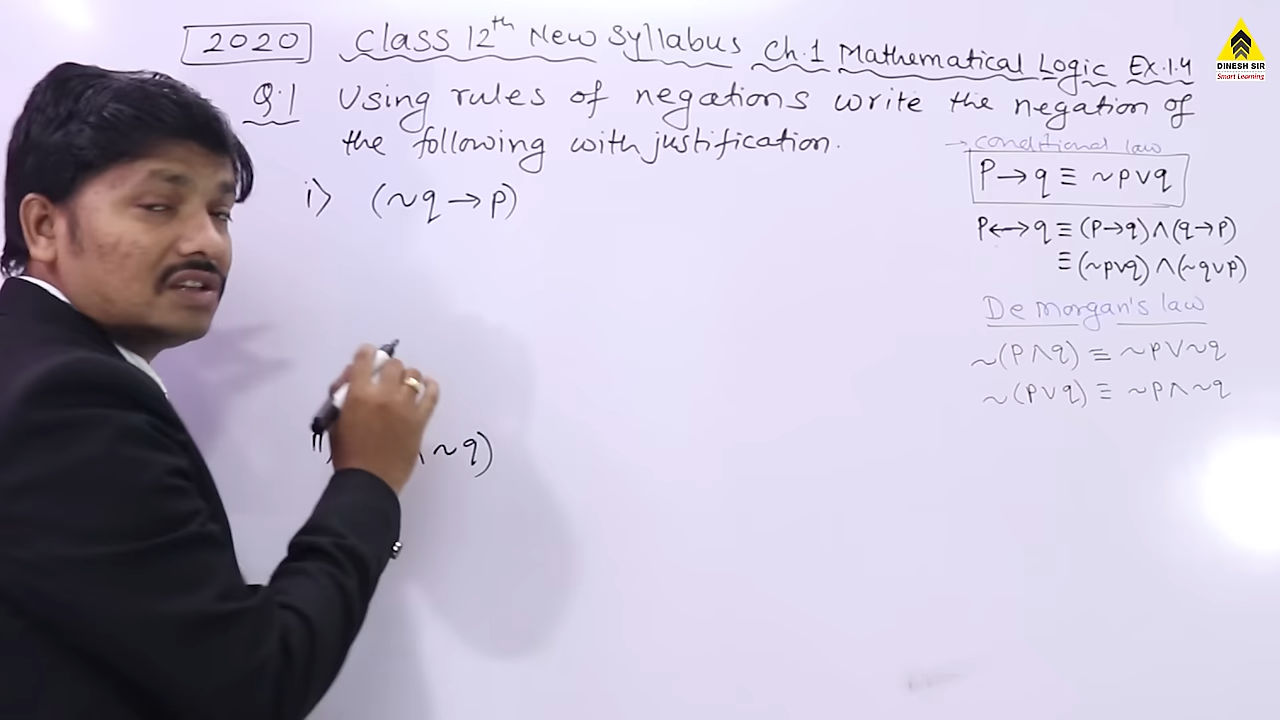 2020 Class 12th New Syllabus Ch.1 Mathematical Logic Ex.1.4
Q.1 Using rules of negations write the negation of
the following with justification.
→ conditional law
i) (~q→p)
P→q ≡ ~p∨q
P↔q ≡ (P→q)∧(q→P)
≡ (~p∨q)∧(~q∨p)
De morgan's law
~(P∧q) ≡ ~p∨~q
~(P∨q) ≡ ~P∧~q
~q)
DINESH SIR
Smart Learning